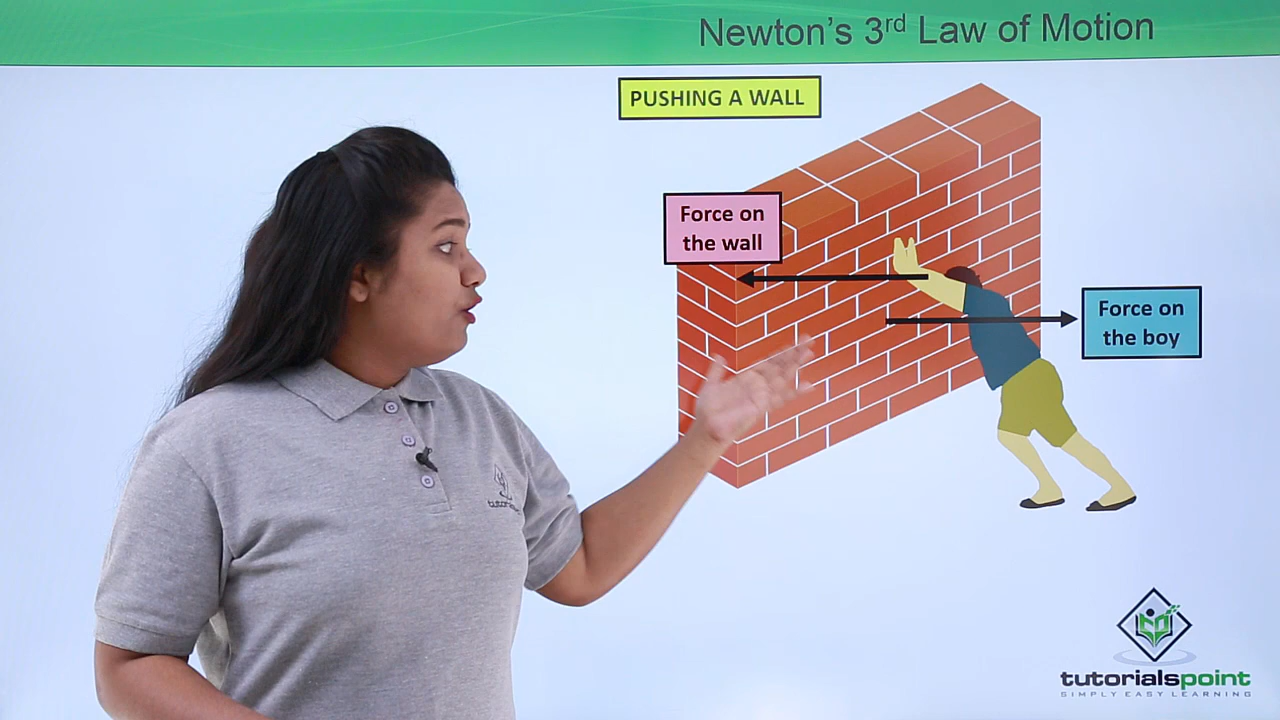 Newton's 3rd Law of Motion
PUSHING A WALL
Force on
the wall
Force on
the boy
tutorialspoint
SIMPLY EASY LEARNING